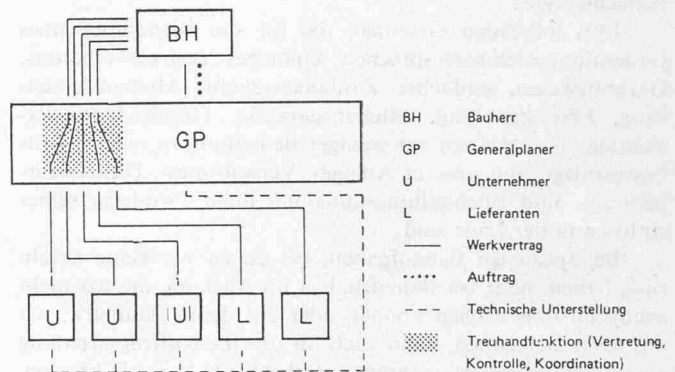 BH
GP
U
U
U
L
L
BH Bauherr
GP Generalplaner
U Unternehmer
L Lieferanten
Werkvertrag
Auftrag
Technische Unterstellung
Treuhandfunktion (Vertretung,
Kontrolle, Koordination)